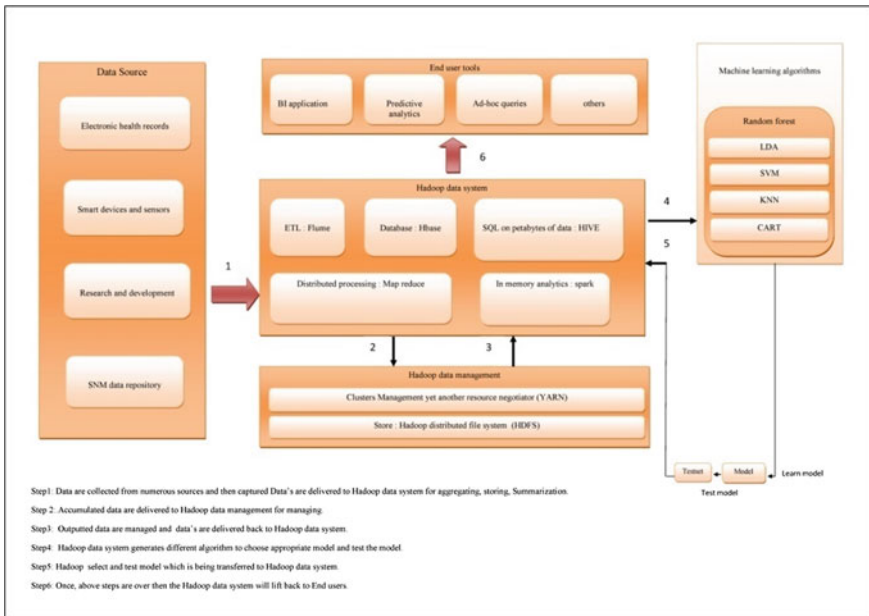 Data Source
Electronic health records
Smart devices and sensors
Research and development
SNM data repository
1
End user tools
BI application
Predictive
analytics
Ad-hoc queries
others
6
Hadoop data system
ETL : Flume
Database : Hbase
SQL on petabytes of data : HIVE
Distributed processing : Map reduce
In memory analytics : spark
2
3
Hadoop data management
Clusters Management yet another resource negotiator (YARN)
Store : Hadoop distributed file system (HDFS)
4
5
Machine learning algorithms
Random forest
LDA
SVM
KNN
CART
Testset
Model
Learn model
Test model
Step1: Data are collected from numerous sources and then captured Data's are delivered to Hadoop data system for aggregating, storing, Summarization.
Step 2: Accumulated data are delivered to Hadoop data management for managing.
Step3: Outputted data are managed and data's are delivered back to Hadoop data system.
Step4: Hadoop data system generates different algorithm to choose appropriate model and test the model.
Step5: Hadoop select and test model which is being transferred to Hadoop data system.
Step6: Once, above steps are over then the Hadoop data system will lift back to End users.